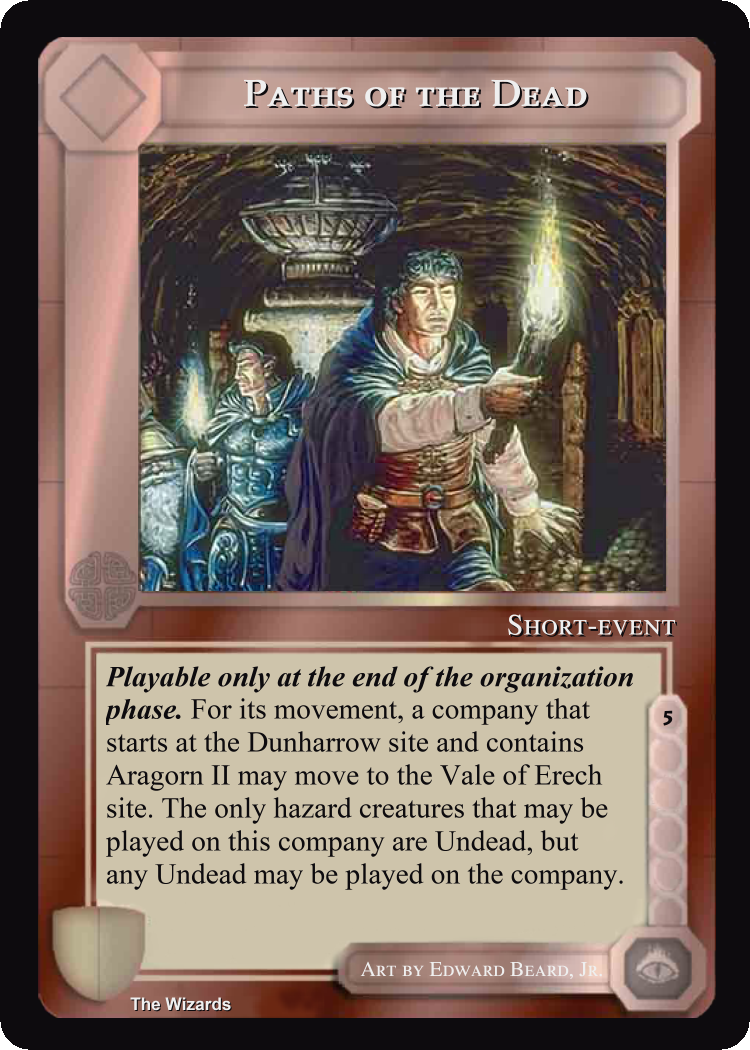 Paths of the Dead
Short-event
Playable only at the end of the organization
phase. For its movement, a company that
starts at the Dunharrow site and contains
Aragorn II may move to the Vale of Erech
site. The only hazard creatures that may be
played on this company are Undead, but
any Undead may be played on the company.
5
Art by Edward Beard, Jr.
The Wizards